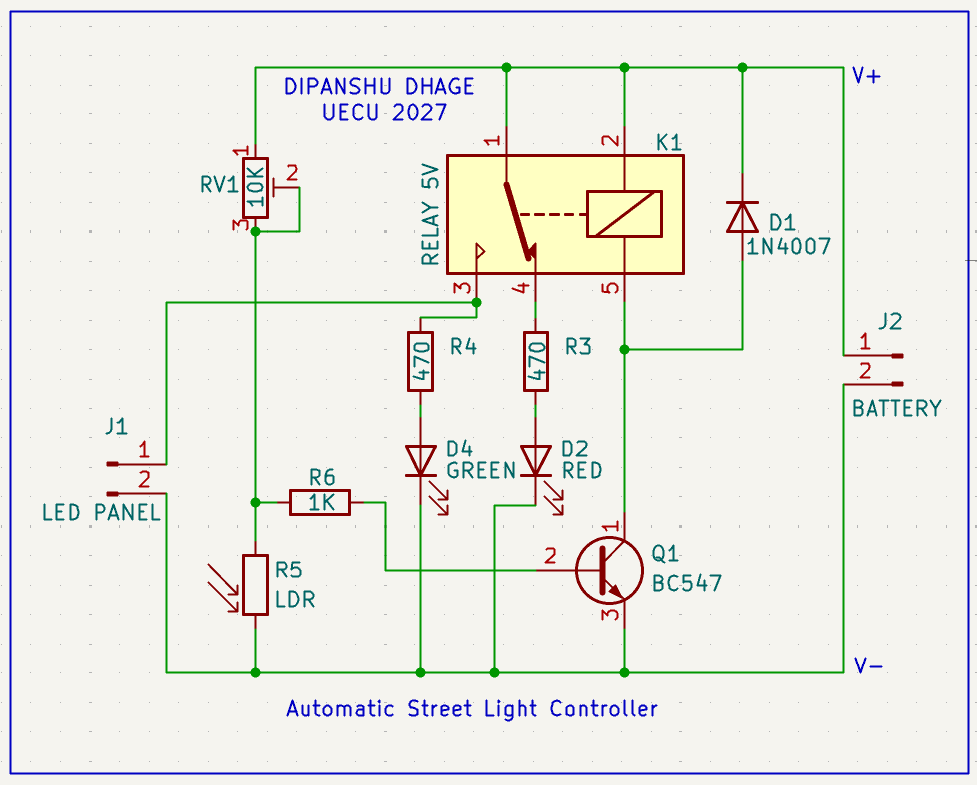 V+
DIPANSHU DHAGE
UECU 2027
1
2
K1
1
2
RV1
10K
3
RELAY 5V
D1
1N4007
3
4
5
J2
1
2
BATTERY
R4
470
R3
470
J1
1
2
LED PANEL
D4
GREEN
D2
RED
R6
1K
1
2
Q1
BC547
3
R5
LDR
V-
Automatic Street Light Controller